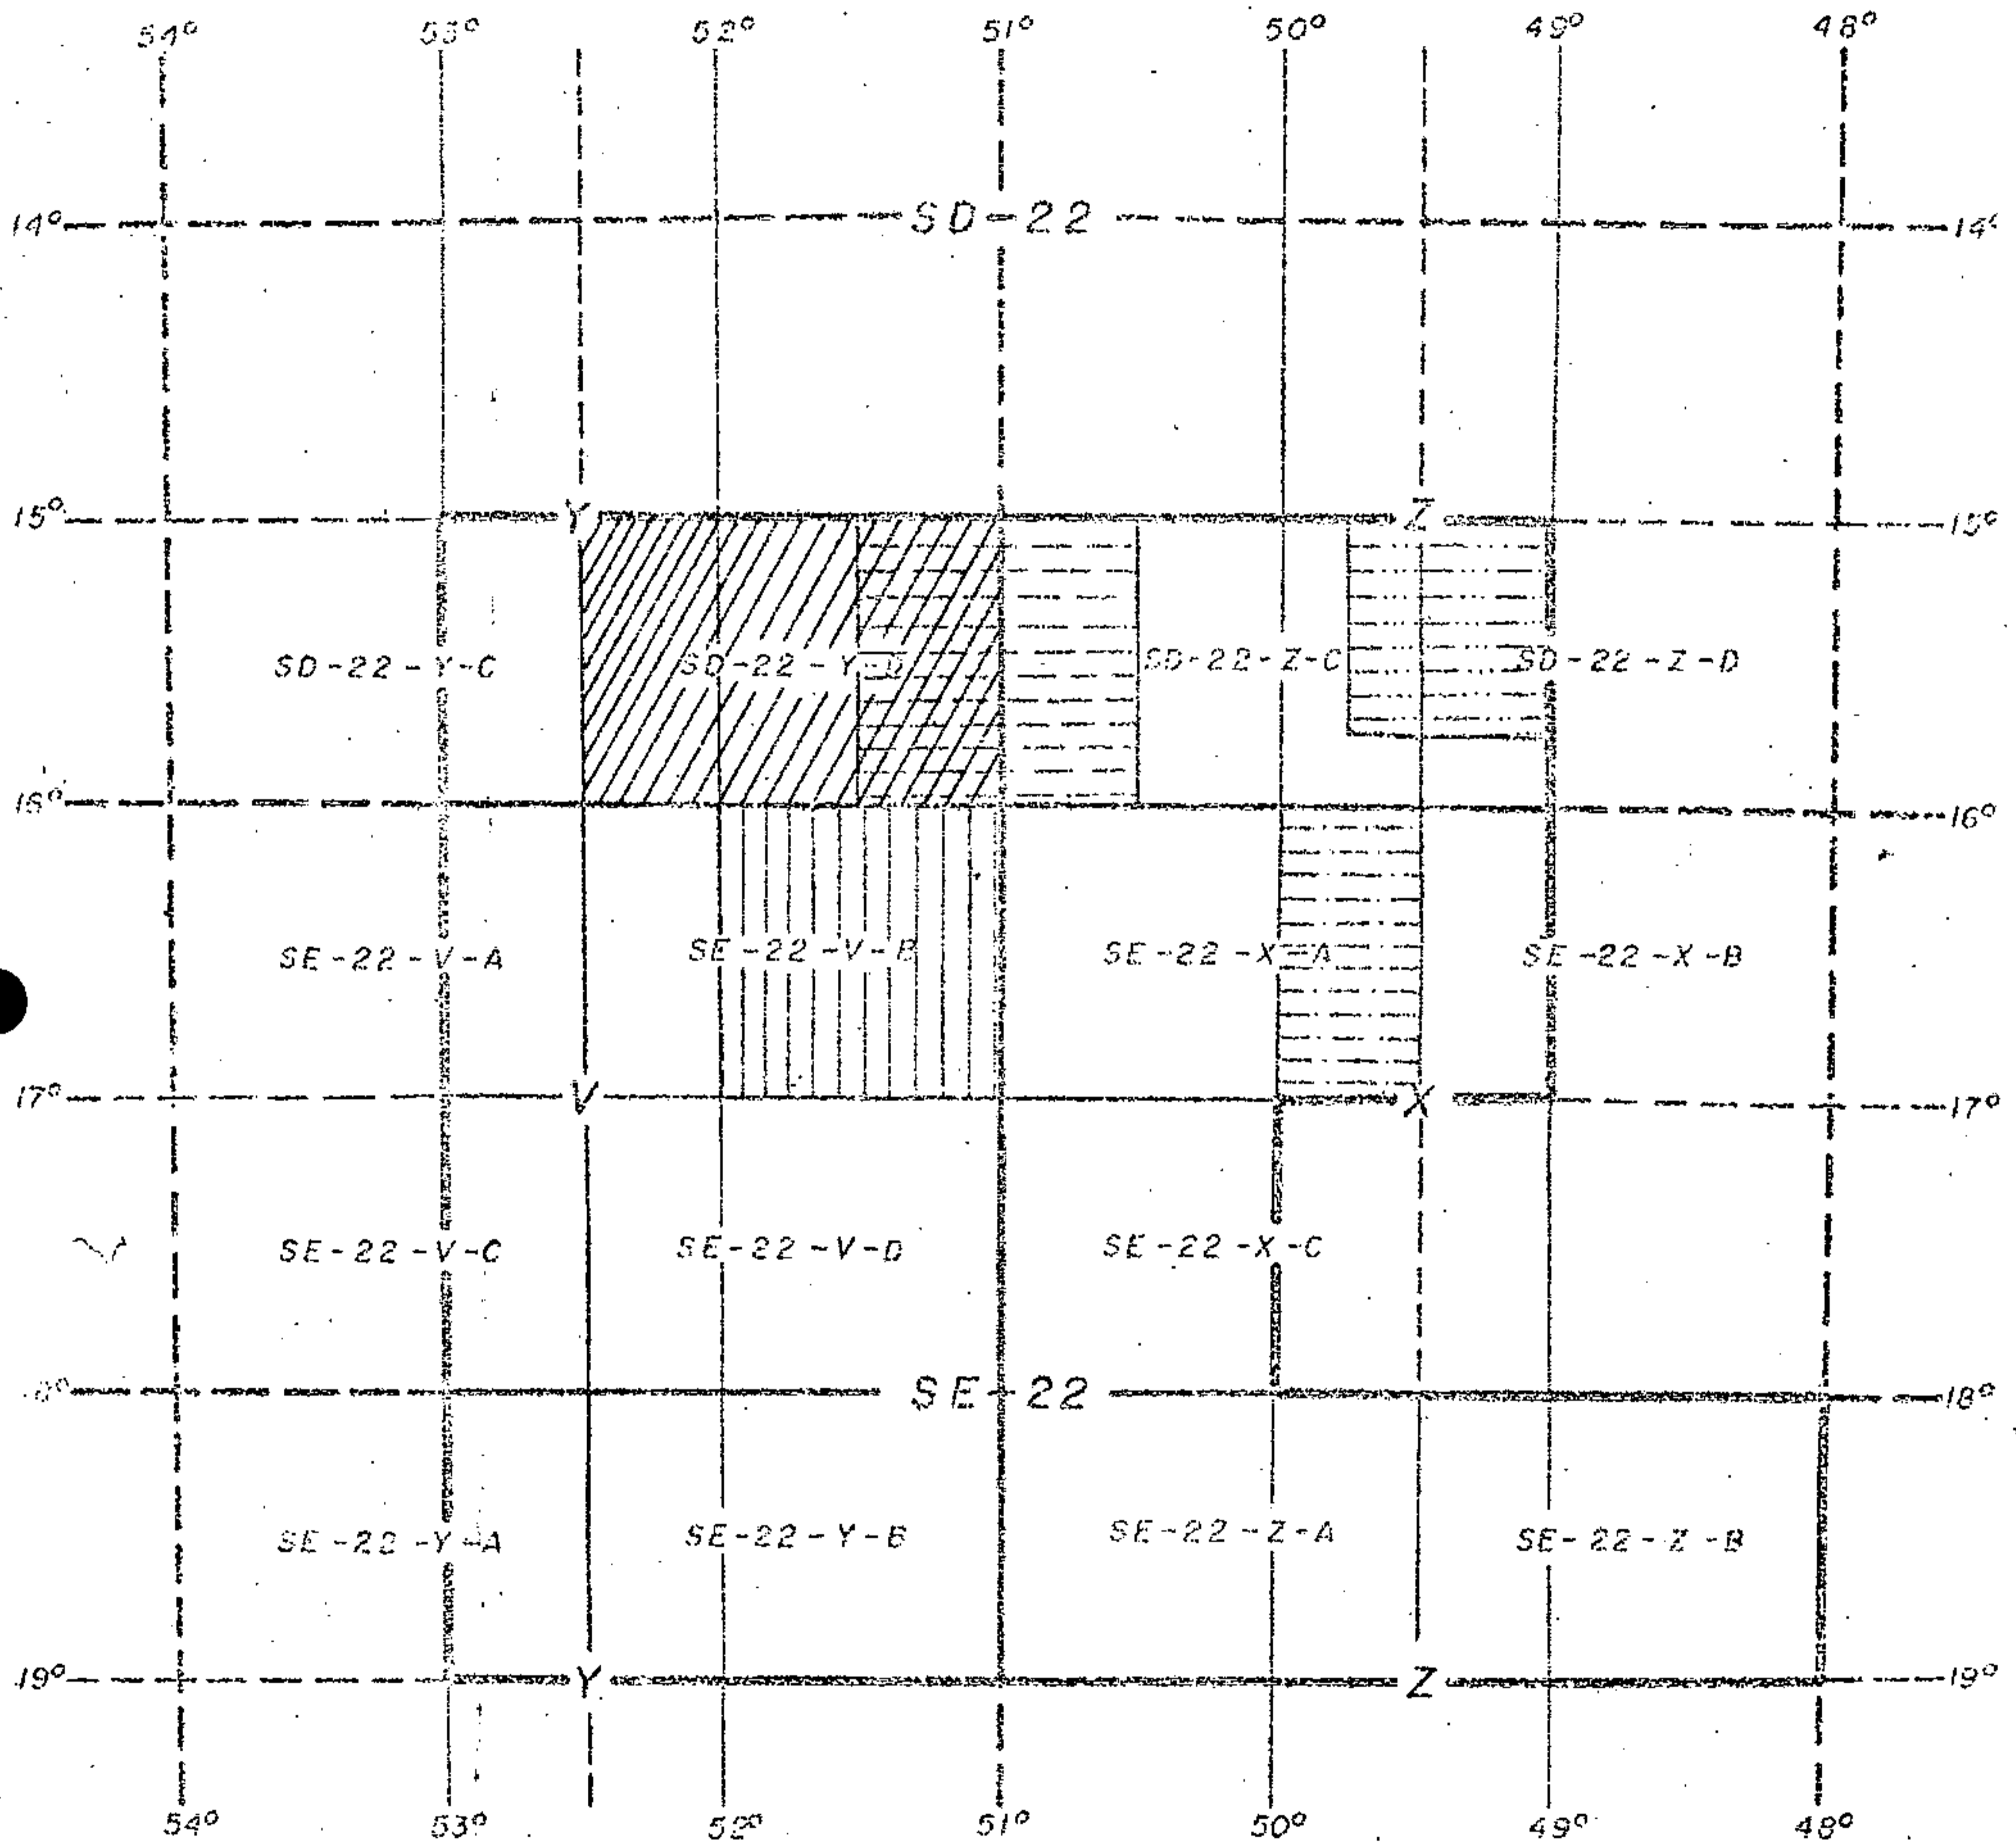 54° 53° 52° 51° 50° 49° 48°
14° SD-22 14°
15° Y Z 15°
SD-22-Y-C SD-22-Y-D SD-22-Z-C SD-22-Z-D
16° 16°
SE-22-V-A SE-22-V-B SE-22-X-A SE-22-X-B
17° V X 17°
SE-22-V-C SE-22-V-D SE-22-X-C
8° SE-22 18°
SE-22-Y-A SE-22-Y-B SE-22-Z-A SE-22-Z-B
19° Y Z 19°
54° 53° 52° 51° 50° 49° 48°